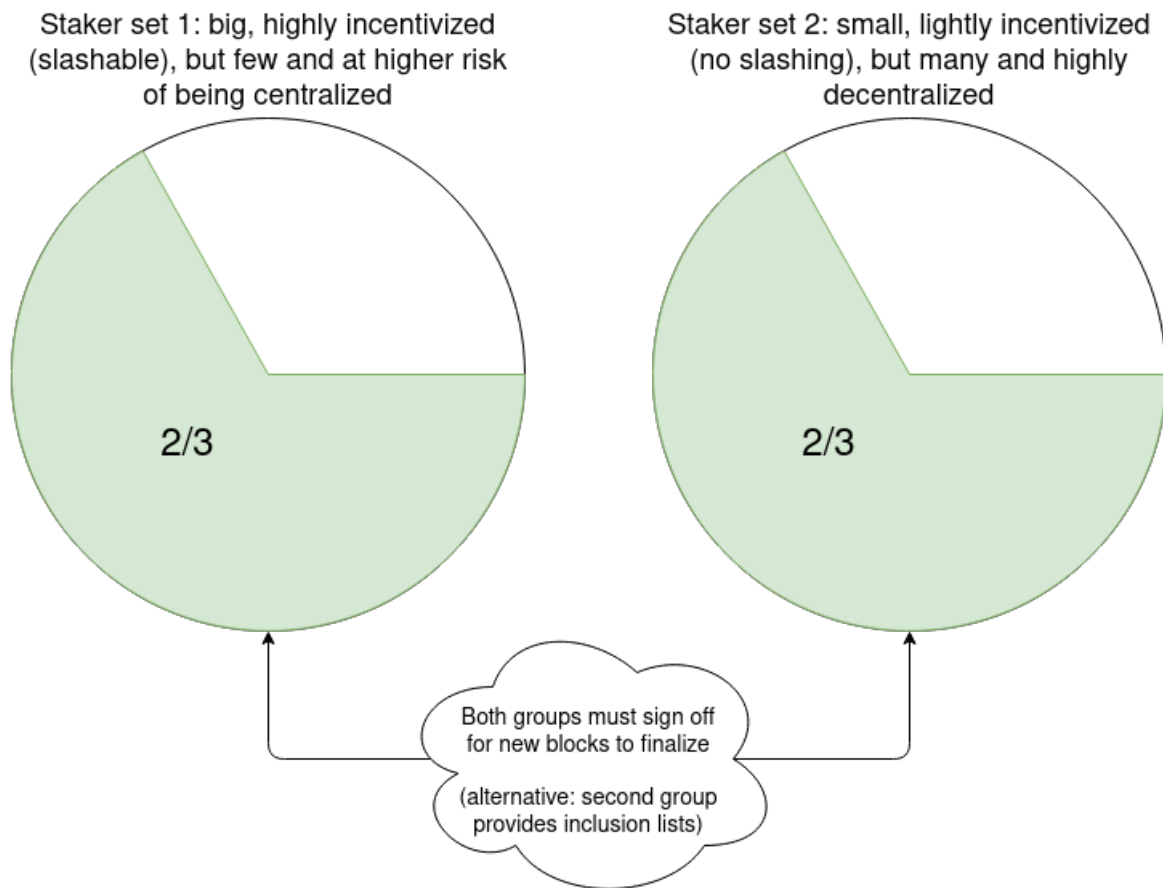 Staker set 1: big, highly incentivized
(slashable), but few and at higher risk
of being centralized
Staker set 2: small, lightly incentivized
(no slashing), but many and highly
decentralized
2/3
2/3
Both groups must sign off
for new blocks to finalize
(alternative: second group
provides inclusion lists)